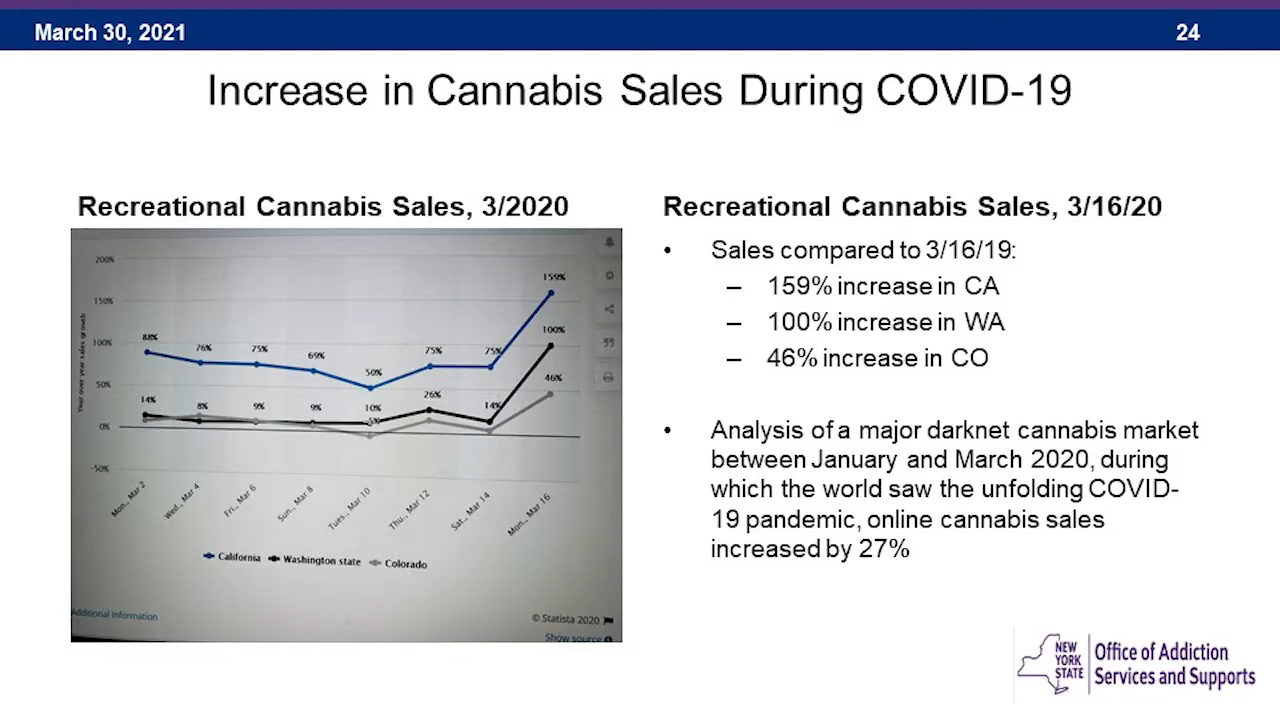 March 30, 2021
24
Increase in Cannabis Sales During COVID-19
Recreational Cannabis Sales, 3/2020
200%
150%
100%
50%
0%
-50%
Year over year sales growth
88%
76%
75%
69%
50%
75%
75%
159%
14%
8%
9%
9%
10%
5%
26%
14%
100%
46%
Mon., Mar 2
Wed., Mar 4
Fri., Mar 6
Sun., Mar 8
Tues., Mar 10
Thu., Mar 12
Sat., Mar 14
Mon., Mar 16
California
Washington state
Colorado
Additional Information
© Statista 2020
Show source
Recreational Cannabis Sales, 3/16/20
• Sales compared to 3/16/19:
– 159% increase in CA
– 100% increase in WA
– 46% increase in CO
• Analysis of a major darknet cannabis market
between January and March 2020, during
which the world saw the unfolding COVID-
19 pandemic, online cannabis sales
increased by 27%
NEW
YORK
STATE
Office of Addiction
Services and Supports